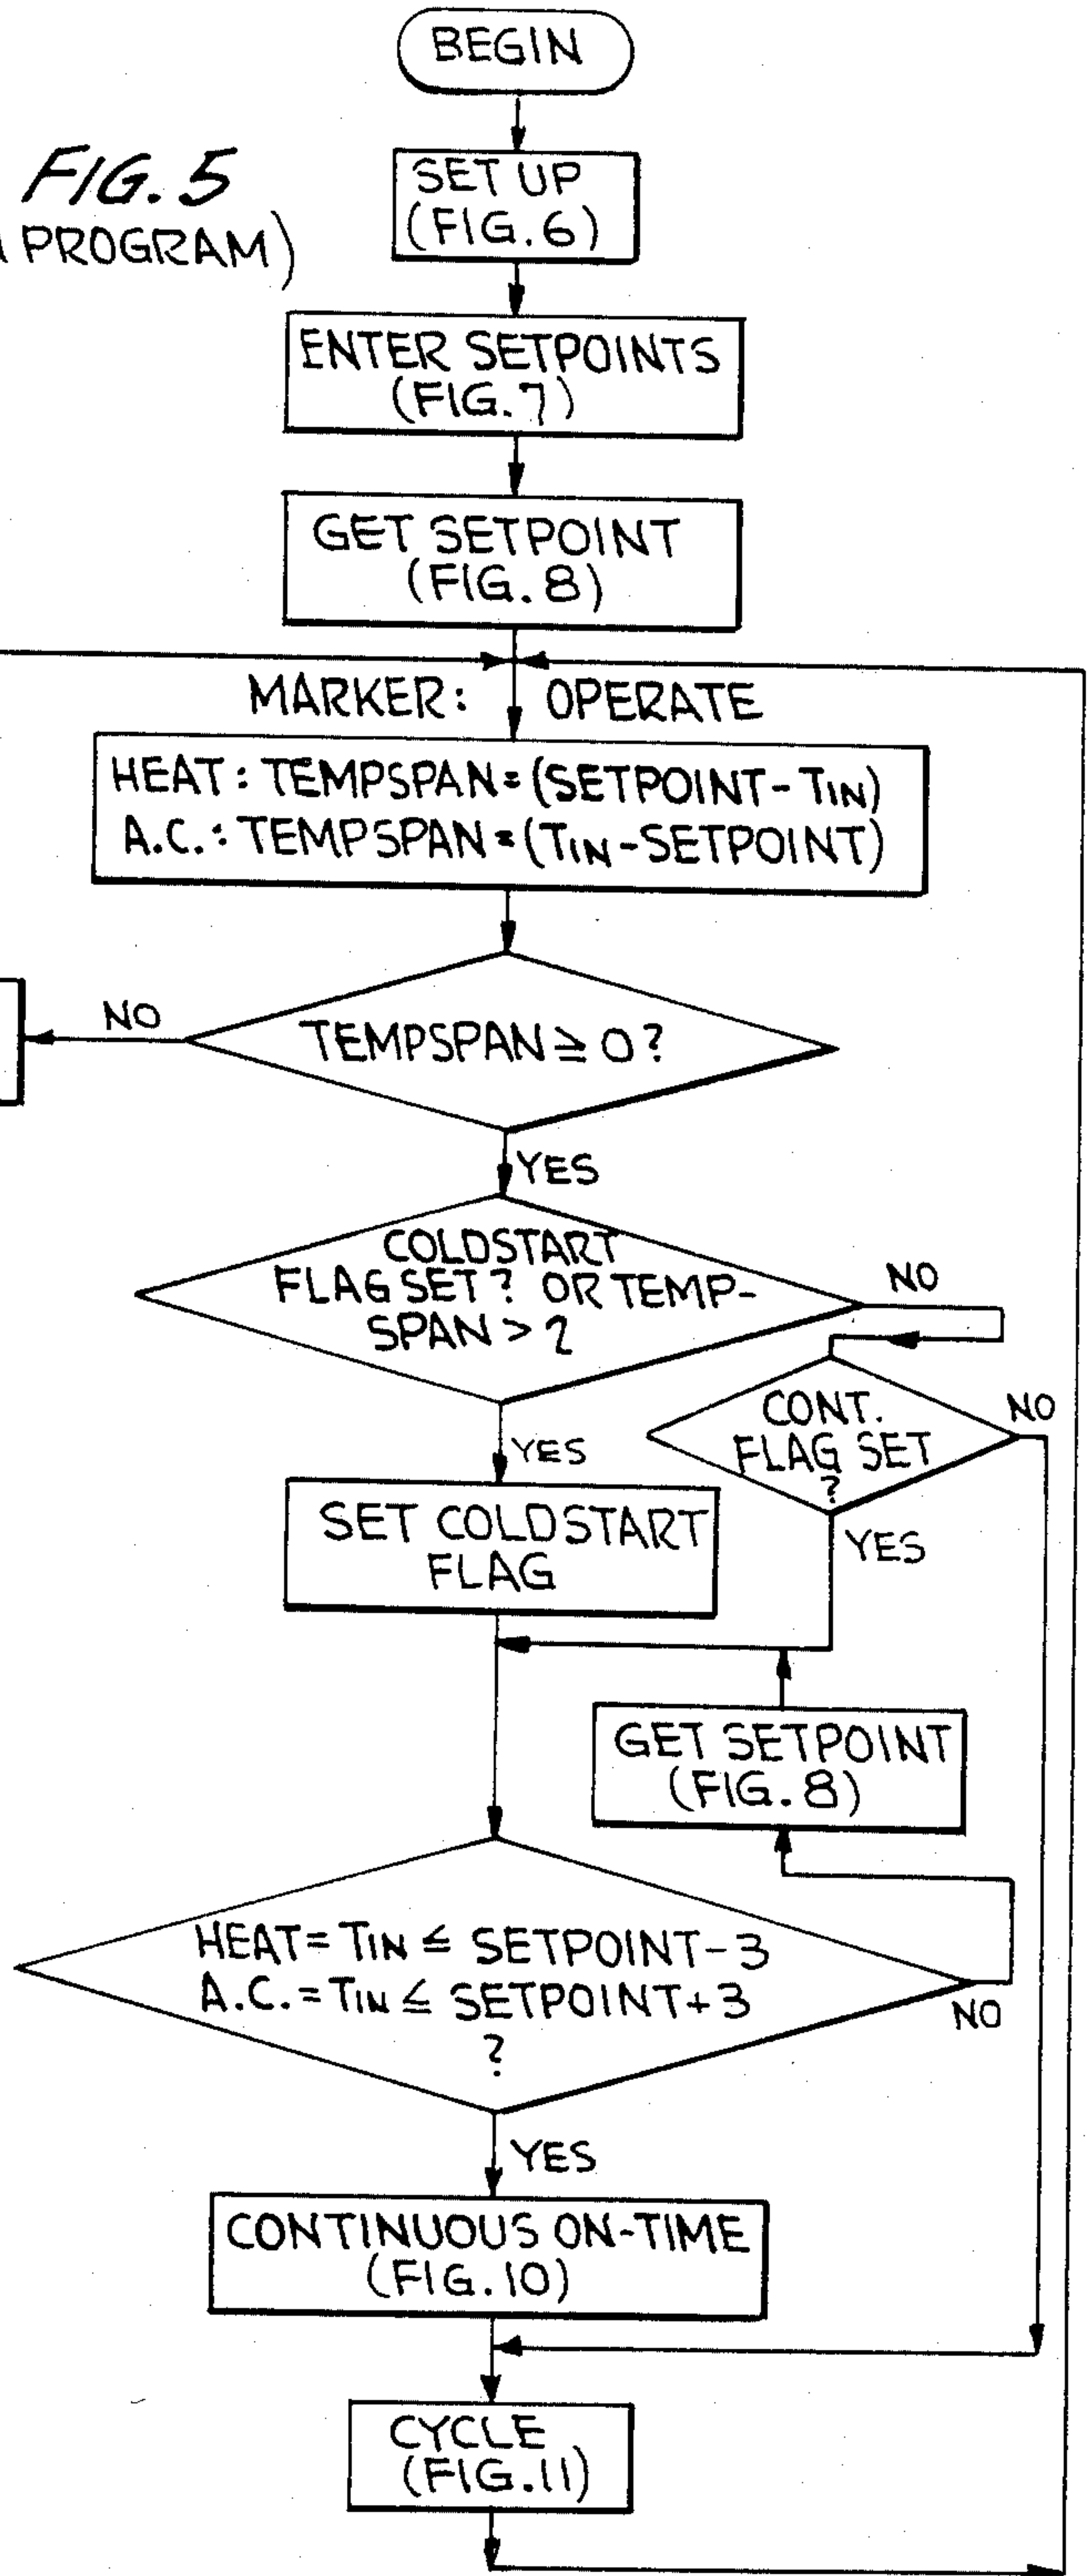 BEGIN
FIG. 5
PROGRAM)
SET UP
(FIG. 6)
ENTER SETPOINTS
(FIG. 7)
GET SETPOINT
(FIG. 8)
MARKER: OPERATE
HEAT: TEMPSPAN = (SETPOINT - TIN)
A.C.: TEMPSPAN = (TIN - SETPOINT)
NO
TEMPSPAN ≧ 0?
YES
COLDSTART
FLAG SET? OR TEMP-
SPAN > 2
NO
CONT.
FLAG SET
?
NO
YES
YES
SET COLDSTART
FLAG
GET SETPOINT
(FIG. 8)
HEAT = TIN ≤ SETPOINT - 3
A.C. = TIN ≤ SETPOINT + 3
?
NO
YES
CONTINUOUS ON-TIME
(FIG. 10)
CYCLE
(FIG. 11)